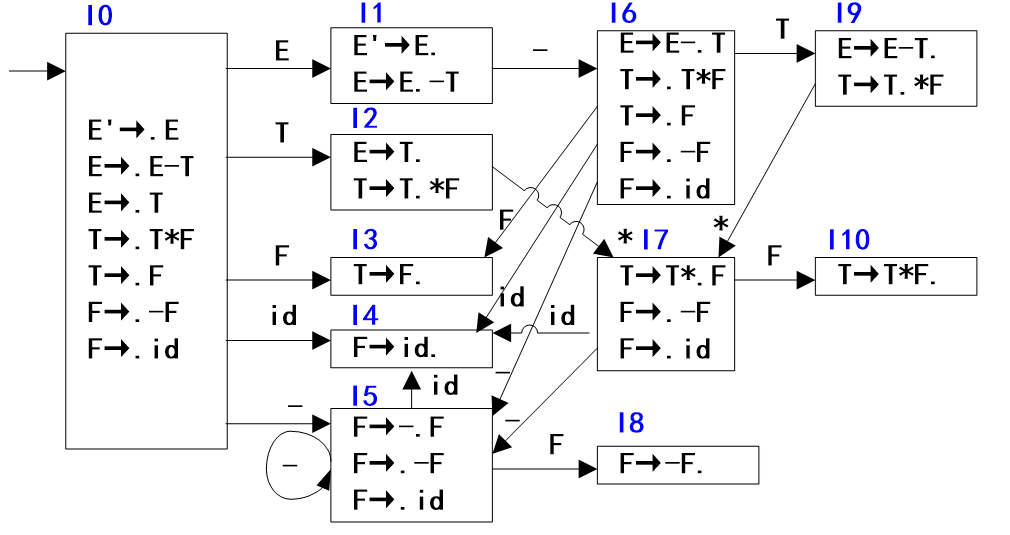 I0
E'→.E
E→.E-T
E→.T
T→.T*F
T→.F
F→.-F
F→.id
E
T
F
id
-
I1
E'→E.
E→E.-T
-
I2
E→T.
T→T.*F
I3
T→F.
I4
F→id.
id
I5
F→-.F
F→.-F
F→.id
-
I6
E→E-.T
T→.T*F
T→.F
F→.-F
F→.id
T
F
id
-
*
I7
T→T*.F
F→.-F
F→.id
F
id
-
F
I8
F→-F.
I9
E→E-T.
T→T.*F
*
I10
T→T*F.